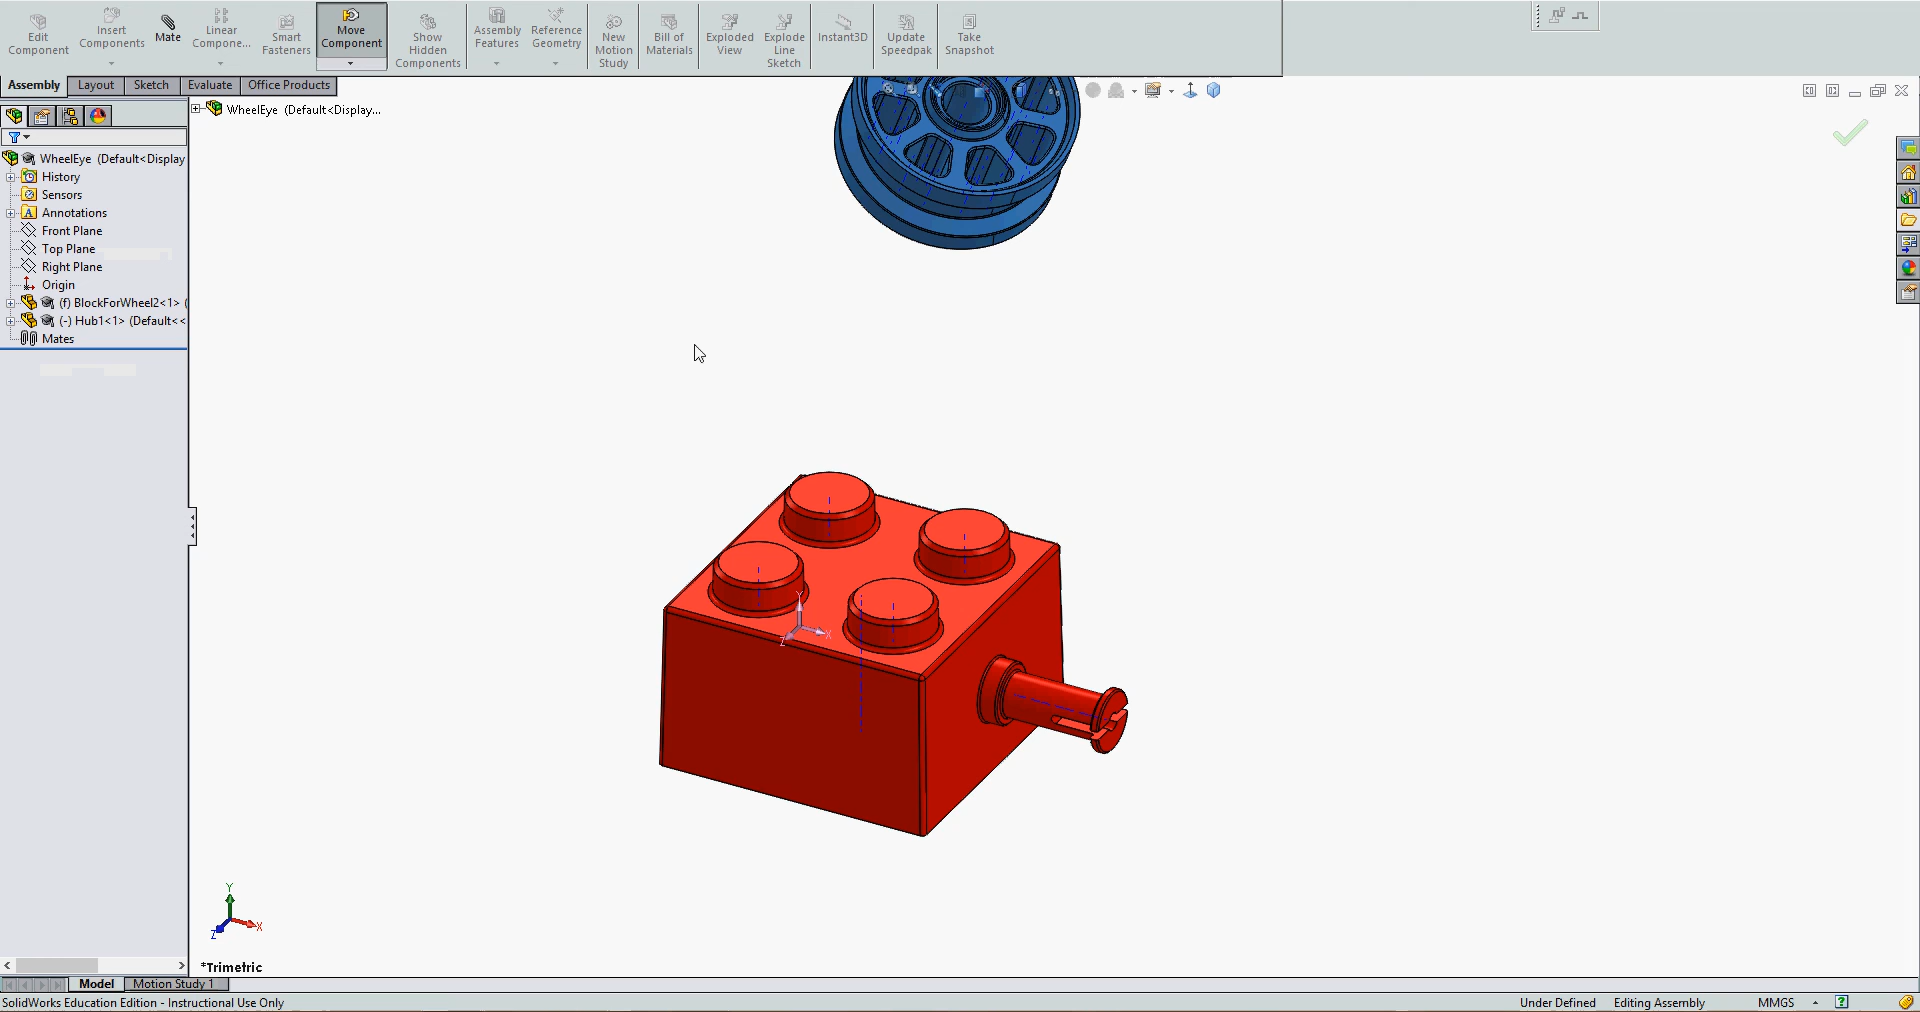 Edit Component
Insert Components
Mate
Linear Compone...
Smart Fasteners
Move Component
Show Hidden Components
Assembly Features
Reference Geometry
New Motion Study
Bill of Materials
Exploded View
Explode Line Sketch
Instant3D
Update Speedpak
Take Snapshot
Assembly
Layout
Sketch
Evaluate
Office Products
WheelEye (Default<Display...
WheelEye (Default<Display
History
Sensors
A Annotations
Front Plane
Top Plane
Right Plane
Origin
(f) BlockForWheel2<1> (
(-) Hub1<1> (Default<<
Mates
Y
X
Z
Y
X
Z
*Trimetric
Model
Motion Study 1
SolidWorks Education Edition - Instructional Use Only
Under Defined
Editing Assembly
MMGS
?